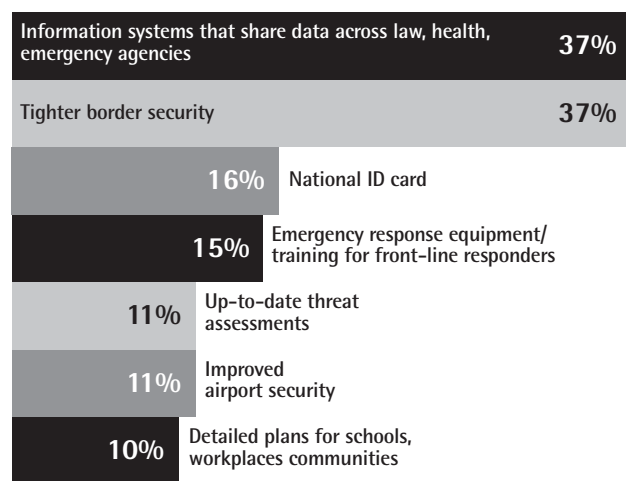 Information systems that share data across law, health,
emergency agencies
37%
Tighter border security
37%
16%
National ID card
15%
Emergency response equipment/
training for front-line responders
11%
Up-to-date threat
assessments
11%
Improved
airport security
10%
Detailed plans for schools,
workplaces communities